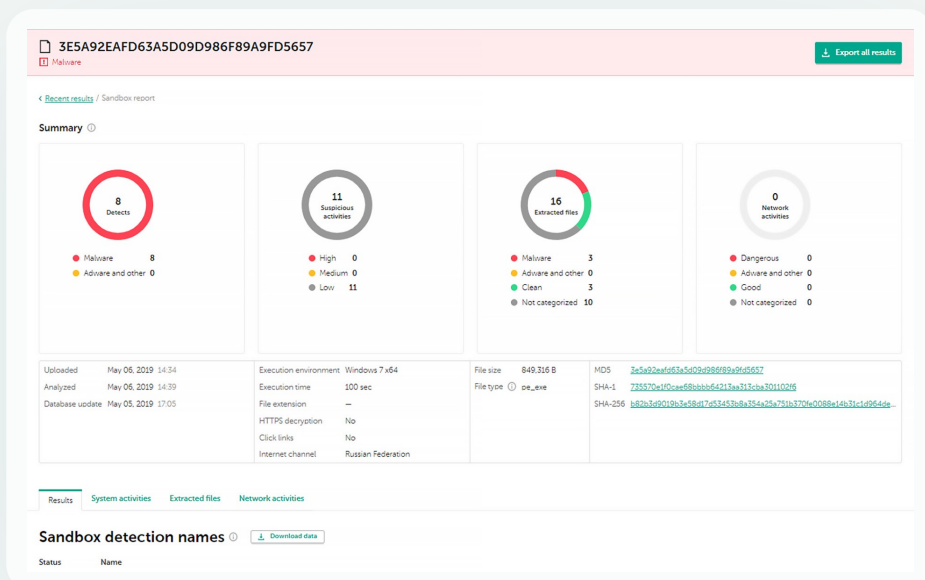 3E5A92EAFD63A5D09D986F89A9FD5657
Malware
Export all results
Recent results / Sandbox report
Summary
8
Detects
Malware 8
Adware and other 0
11
Suspicious
activities
High 0
Medium 0
Low 11
16
Extracted files
Malware 3
Adware and other 0
Clean 3
Not categorized 10
0
Network
activities
Dangerous 0
Adware and other 0
Good 0
Not categorized 0
Uploaded May 06, 2019 14:34
Analyzed May 06, 2019 14:39
Database update May 05, 2019 17:05
Execution environment Windows 7 x64
Execution time 100 sec
File extension —
HTTPS decryption No
Click links No
Internet channel Russian Federation
File size 849,316 B
File type pe_exe
MD5 3e5a92eafd63a5d09d986f89a9fd5657
SHA-1 735570e1f0cae68bbbb64213aa313cba301102f6
SHA-256 b82b3d9019b3e58d17d53453b8a354a25a751b370fe0088e14b31c1d964de...
Results System activities Extracted files Network activities
Sandbox detection names Download data
Status Name